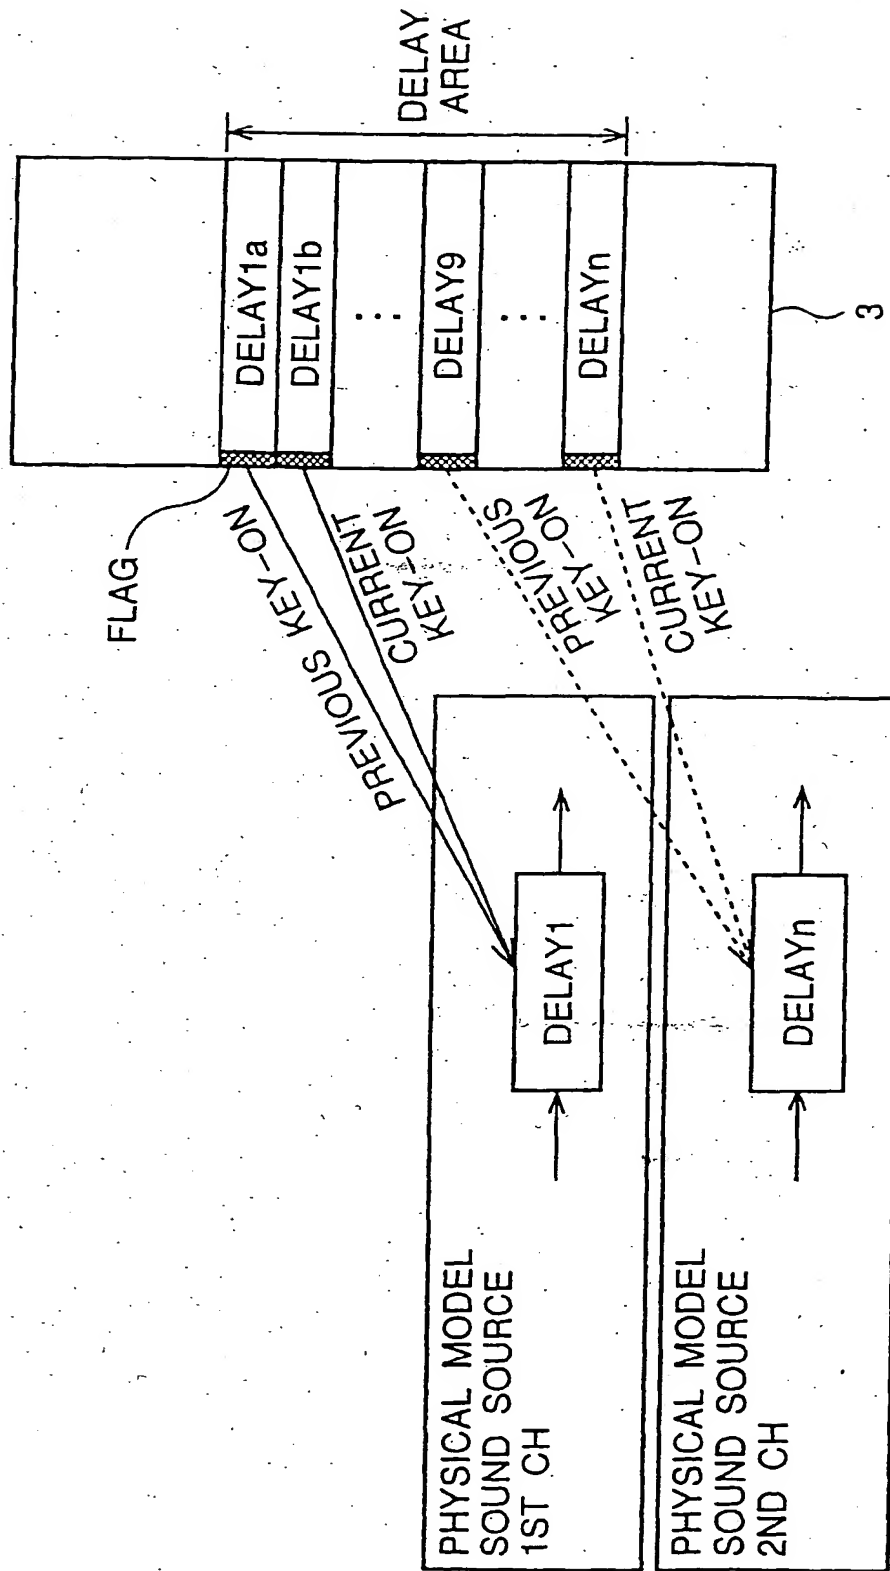 DELAY
AREA
DELAY1a
DELAY1b
...
DELAY9
...
DELAYn
3
FLAG
PREVIOUS KEY-ON
CURRENT
KEY-ON
PREVIOUS
KEY-ON
CURRENT
KEY-ON
PHYSICAL MODEL
SOUND SOURCE
1ST CH
DELAY1
PHYSICAL MODEL
SOUND SOURCE
2ND CH
DELAYn